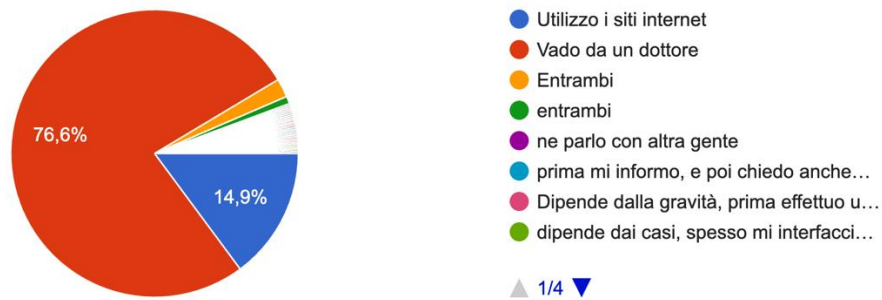 76,6%
14,9%
Utilizzo i siti internet
Vado da un dottore
Entrambi
entrambi
ne parlo con altra gente
prima mi informo, e poi chiedo anche…
Dipende dalla gravità, prima effettuo u…
dipende dai casi, spesso mi interfacci…
1/4